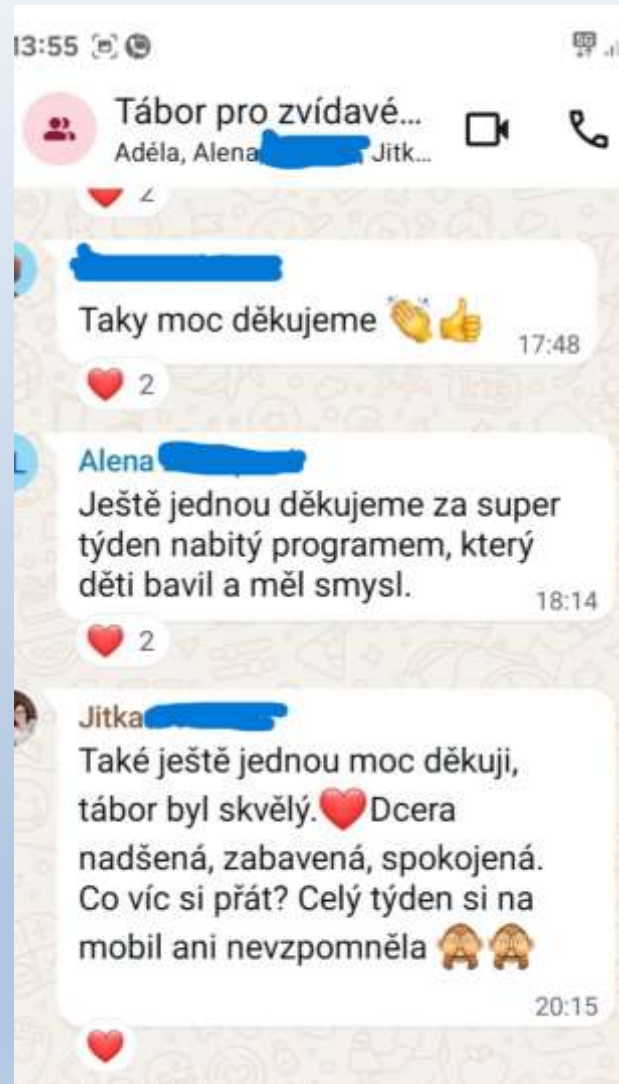 13:55
Tábor pro zvídavé...
Adéla, Alena Jitk...
2
Taky moc děkujeme 👏👍
17:48
❤️ 2
Alena
Ještě jednou děkujeme za super
týden nabitý programem, který
děti bavil a měl smysl.
18:14
❤️ 2
Jitka
Také ještě jednou moc děkuji,
tábor byl skvělý.❤️Dcera
nadšená, zabavená, spokojená.
Co víc si přát? Celý týden si na
mobil ani nevzpomněla 🙈🙈
20:15